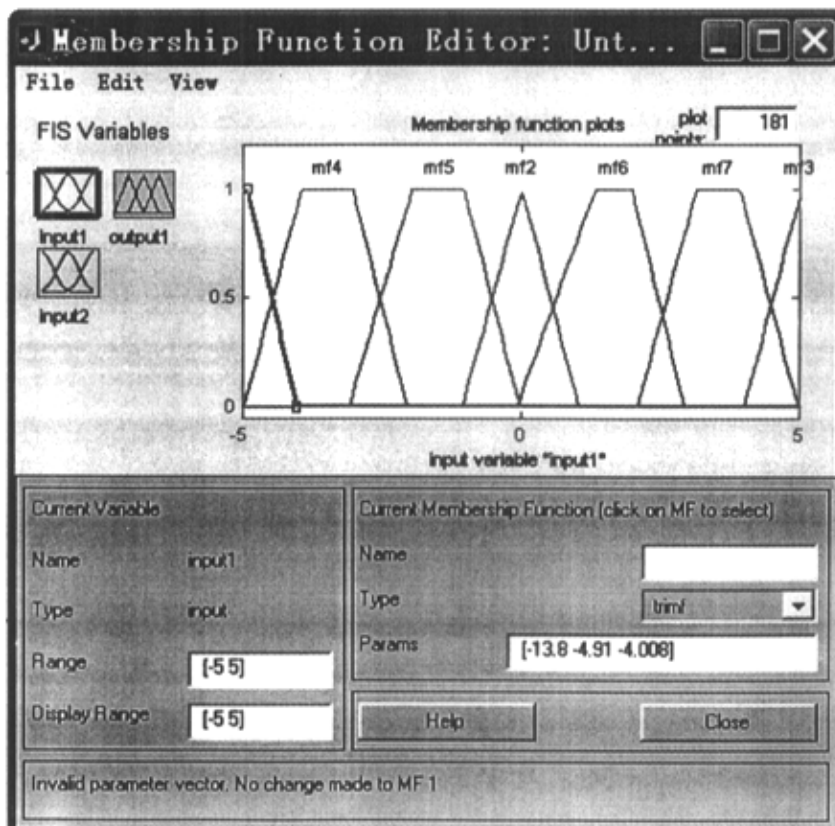 Membership Function Editor: Unt...
File Edit View
FIS Variables
Membership function plots
plot points:
181
input1
output1
input2
mf4
mf5
mf2
mf6
mf7
mf3
1
0.5
0
-5
0
5
input variable "input1"
Current Variable
Name
input1
Type
input
Range
[-5 5]
Display Range
[-5 5]
Current Membership Function (click on MF to select)
Name
Type
trimf
Params
[-13.8 -4.91 -4.008]
Help
Close
Invalid parameter vector. No change made to MF 1